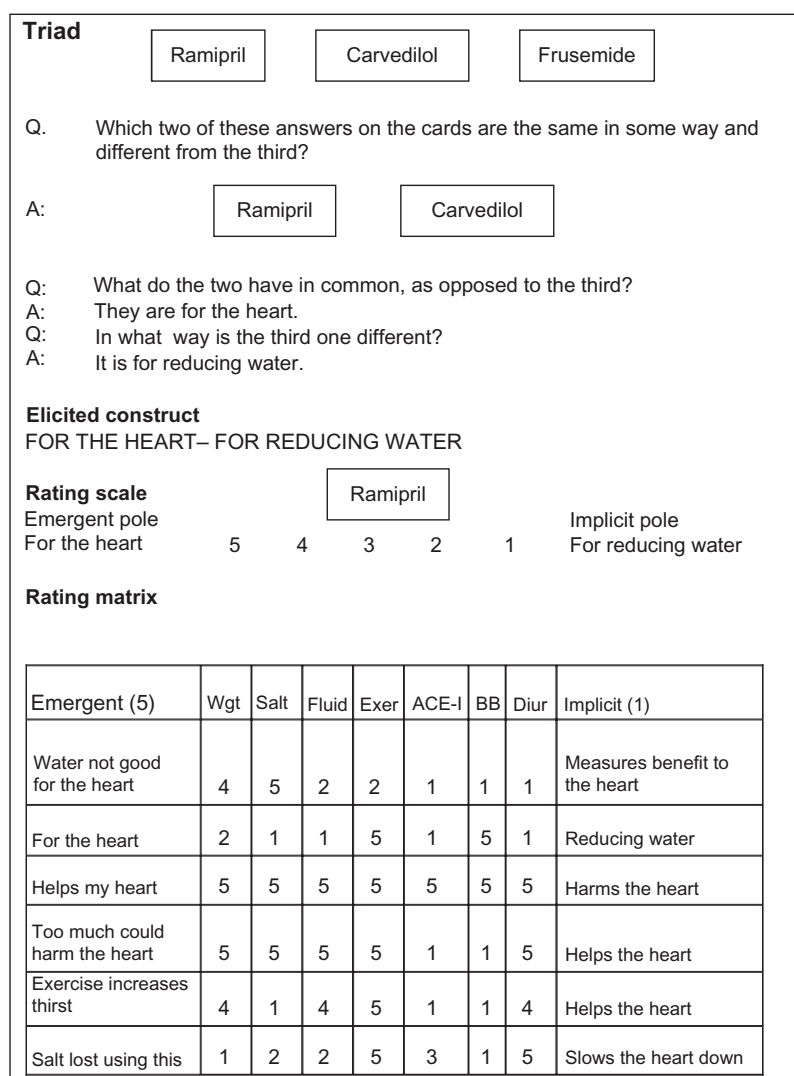 Triad
Ramipril Carvedilol Frusemide
Q. Which two of these answers on the cards are the same in some way and
different from the third?
A: Ramipril Carvedilol
Q: What do the two have in common, as opposed to the third?
A: They are for the heart.
Q: In what way is the third one different?
A: It is for reducing water.
Elicited construct
FOR THE HEART– FOR REDUCING WATER
Rating scale Ramipril
Emergent pole Implicit pole
For the heart 5 4 3 2 1 For reducing water
Rating matrix
Emergent (5) Wgt Salt Fluid Exer ACE-I BB Diur Implicit (1)
Water not good
for the heart 4 5 2 2 1 1 1 Measures benefit to
the heart
For the heart 2 1 1 5 1 5 1 Reducing water
Helps my heart 5 5 5 5 5 5 5 Harms the heart
Too much could
harm the heart 5 5 5 5 1 1 5 Helps the heart
Exercise increases
thirst 4 1 4 5 1 1 4 Helps the heart
Salt lost using this 1 2 2 5 3 1 5 Slows the heart down